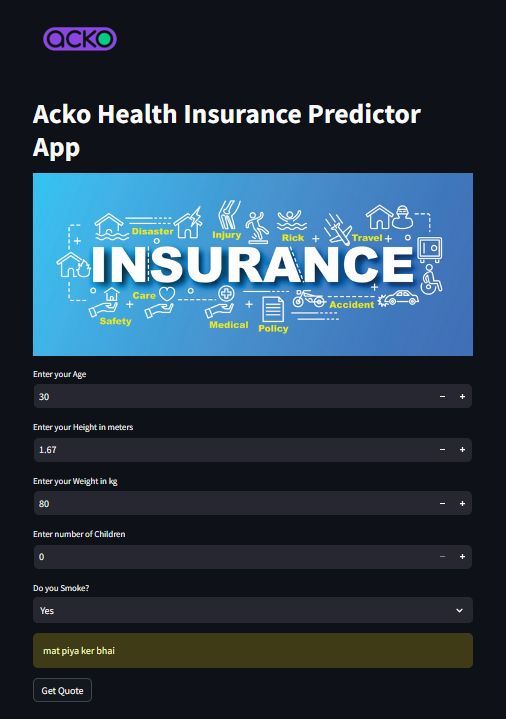 acko
Acko Health Insurance Predictor
App
Disaster
Injury
Rick
Travel
INSURANCE
Care
Safety
Medical
Policy
Accident
Enter your Age
30
Enter your Height in meters
1.67
Enter your Weight in kg
80
Enter number of Children
0
Do you Smoke?
Yes
mat piya ker bhai
Get Quote